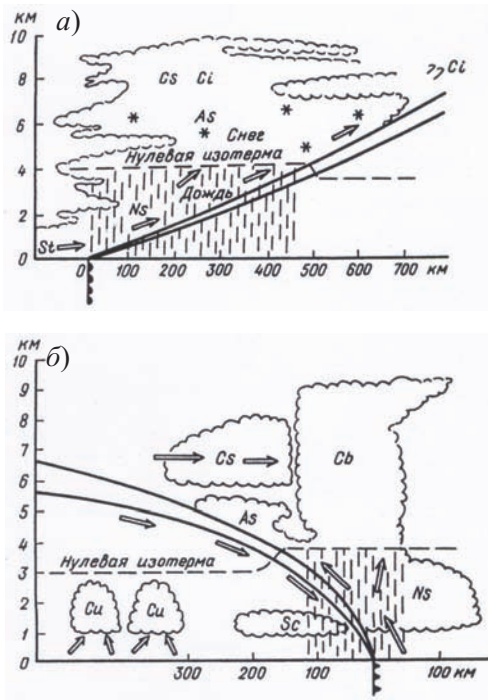 км
а)
10
8
6
4
2
0
Cs Ci
Ci
As
Снег
Нулевая изотерма
Дождь
Ns
St
0 100 200 300 400 500 600 700 км
км
б)
10
9
8
7
6
5
4
3
2
1
0
Cs
Cb
As
Нулевая изотерма
Cu
Cu
Ns
Sc
300 200 100 100 км